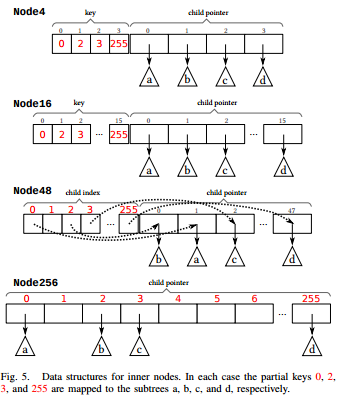 Node4
key
child pointer
0 1 2 3 0 1 2 3
0 2 3 255
a b c d
Node16
key
child pointer
0 1 2 15 0 1 2 15
0 2 3 ... 255 ...
a b c d
Node48
child index
child pointer
0 1 2 3 255 0 1 2 47
... ...
b a c d
Node256
child pointer
0 1 2 3 4 5 6 255
...
a b c d
Fig. 5. Data structures for inner nodes. In each case the partial keys 0, 2,
3, and 255 are mapped to the subtrees a, b, c, and d, respectively.